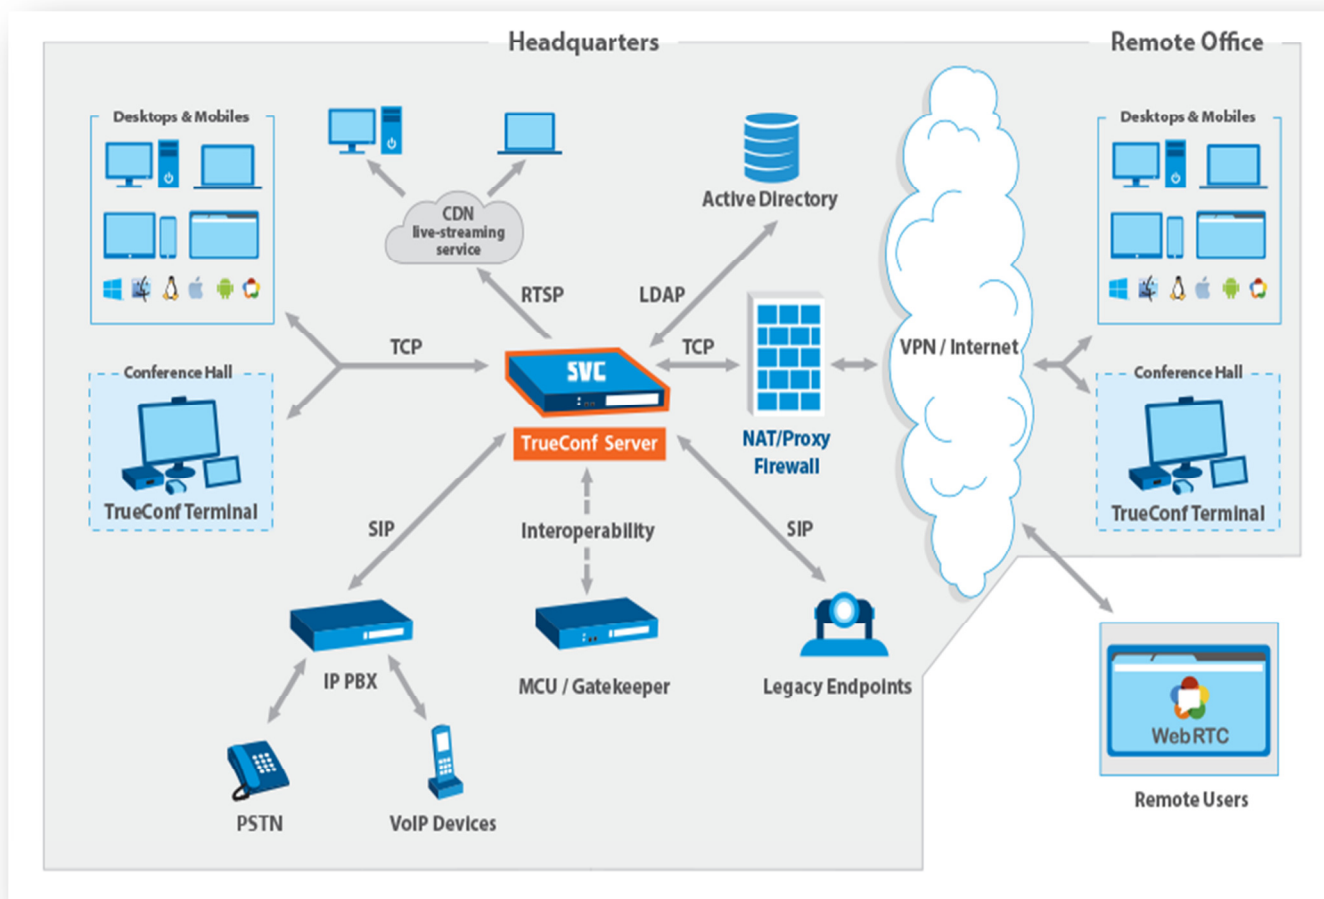 Headquarters
Remote Office
Desktops & Mobiles
CDN
live-streaming
service
Active Directory
Desktops & Mobiles
RTSP
LDAP
TCP
TCP
VPN / Internet
SVC
Conference Hall
TrueConf Terminal
TrueConf Server
NAT/Proxy
Firewall
Conference Hall
TrueConf Terminal
SIP
Interoperability
SIP
IP PBX
MCU / Gatekeeper
Legacy Endpoints
WebRTC
Remote Users
PSTN
VoIP Devices